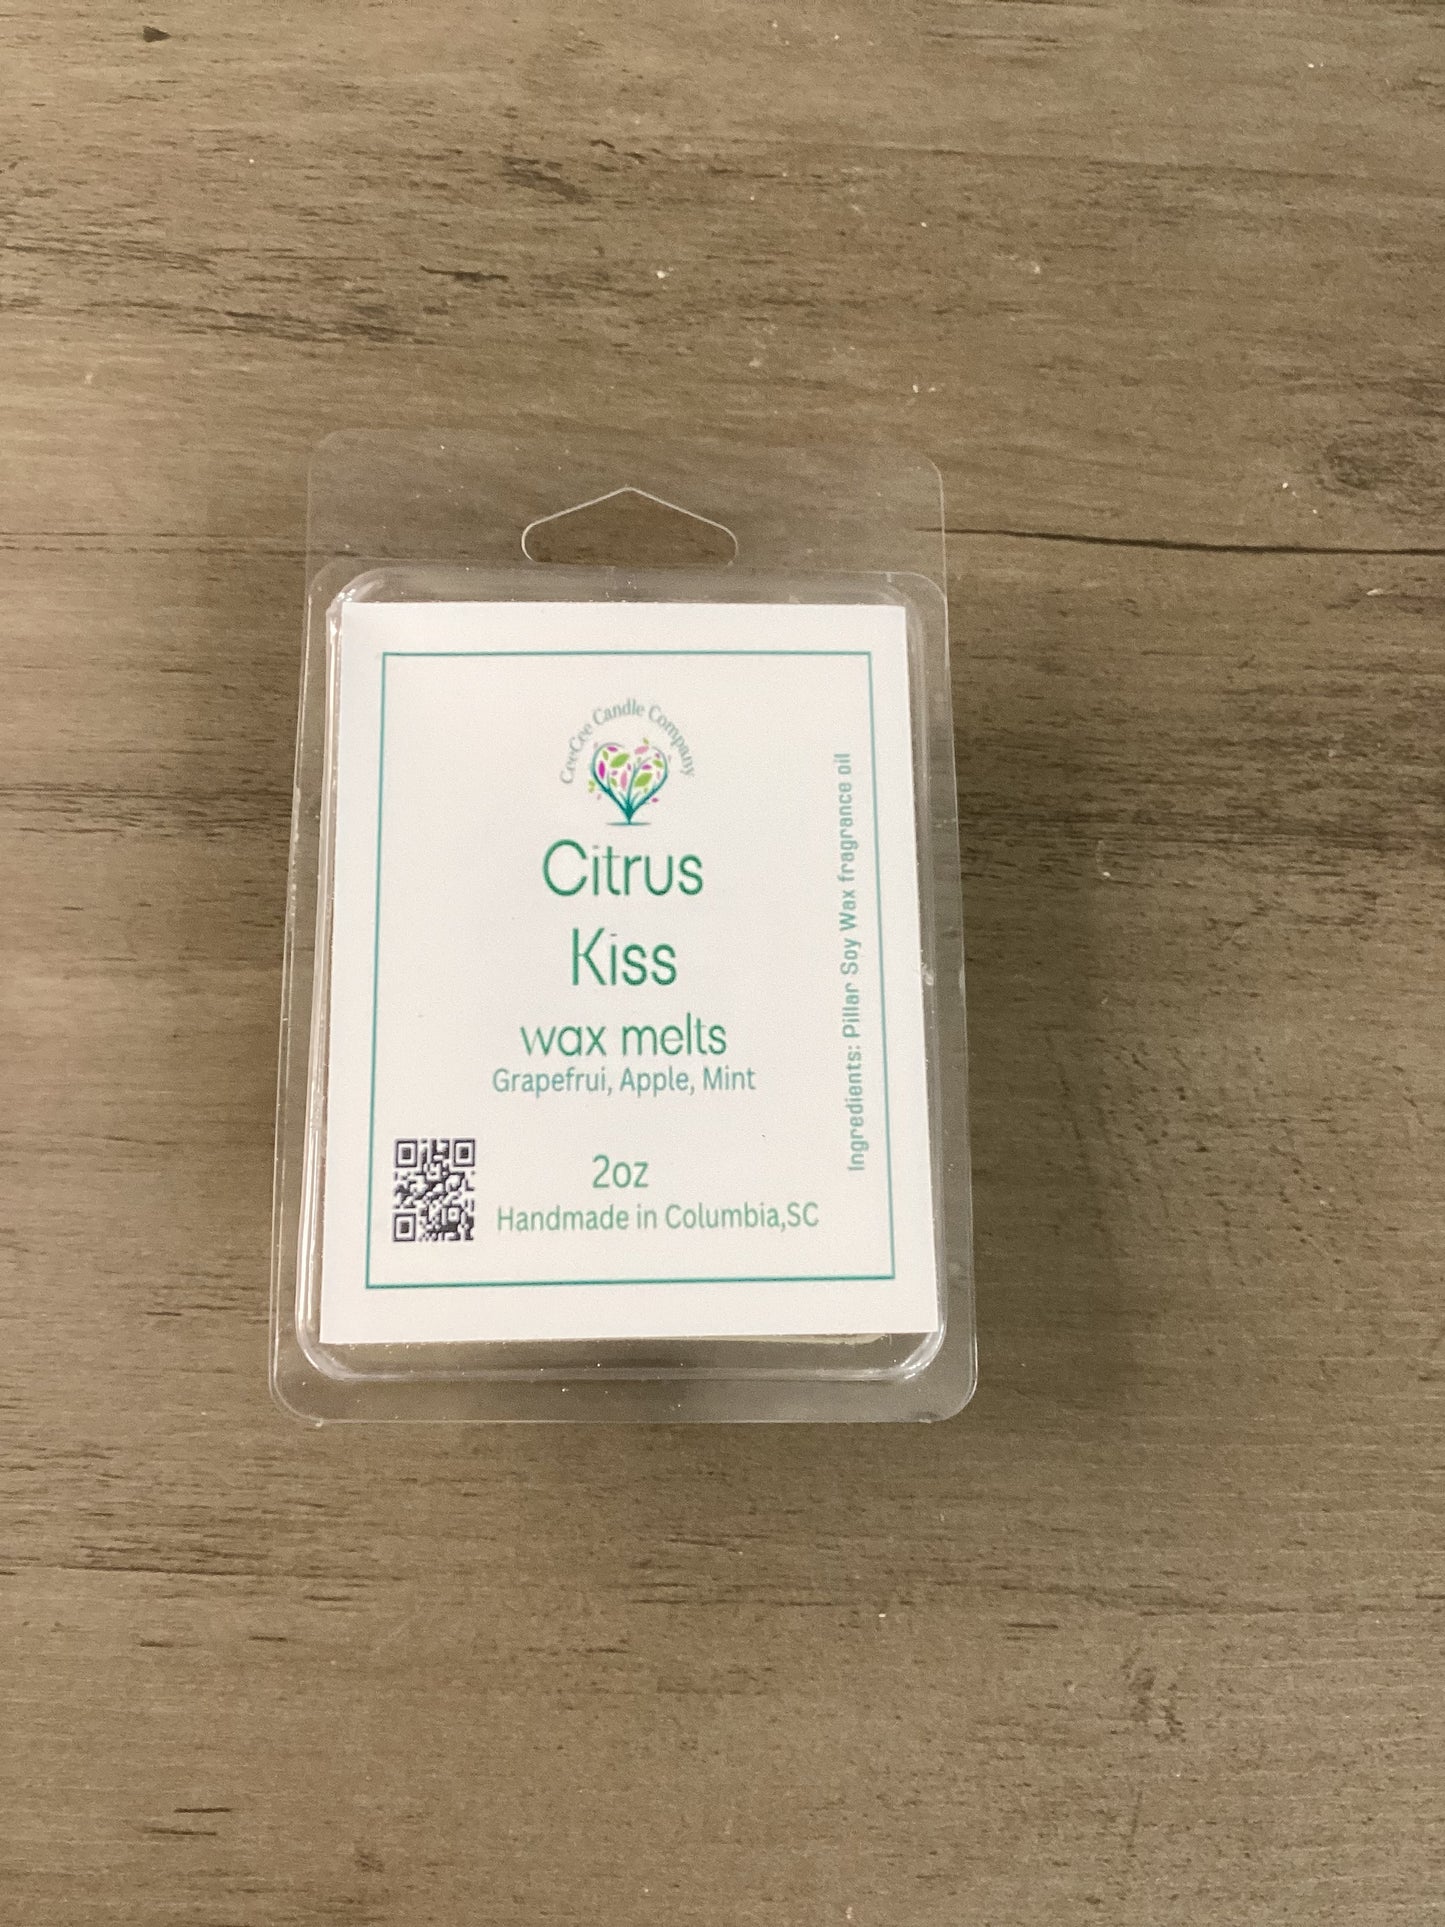 CeeCee Candle Company
Citrus
Kiss
wax melts
Grapefrui, Apple, Mint
2oz
Handmade in Columbia,SC
Ingredients: Pillar Soy Wax fragrance oil